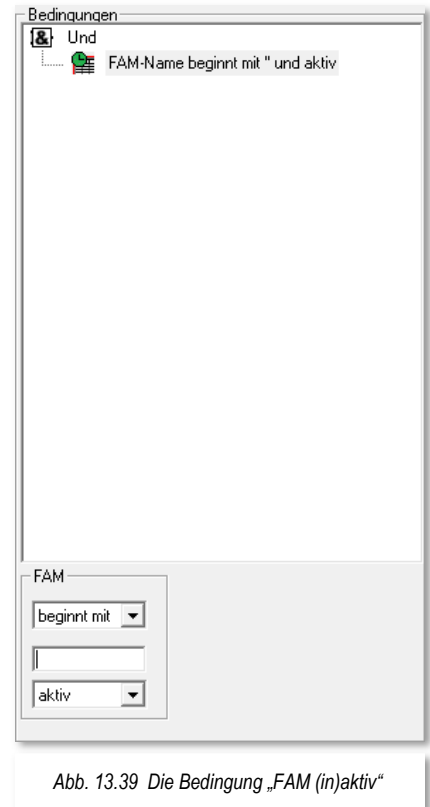 Bedingungen
& Und
FAM-Name beginnt mit '' und aktiv
FAM
beginnt mit
aktiv
Abb. 13.39 Die Bedingung „FAM (in)aktiv“